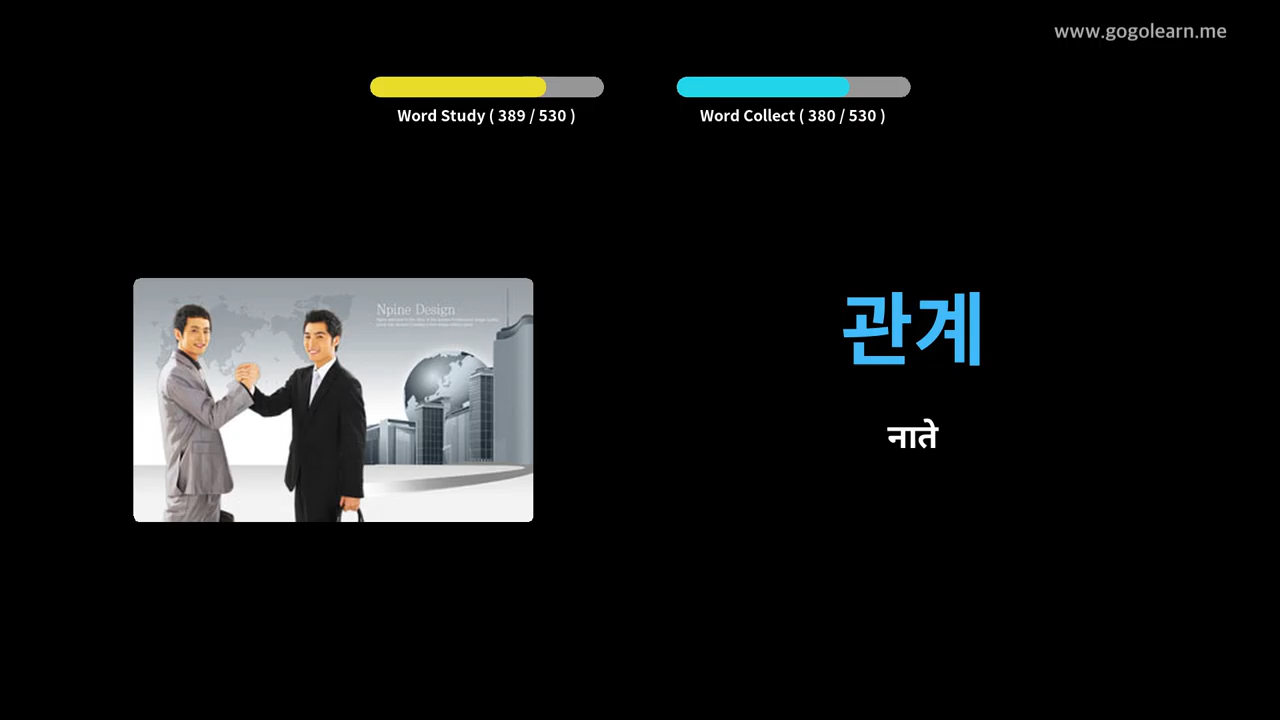 www.gogolearn.me
Word Study ( 389 / 530 )
Word Collect ( 380 / 530 )
Npine Design
관계
नाते